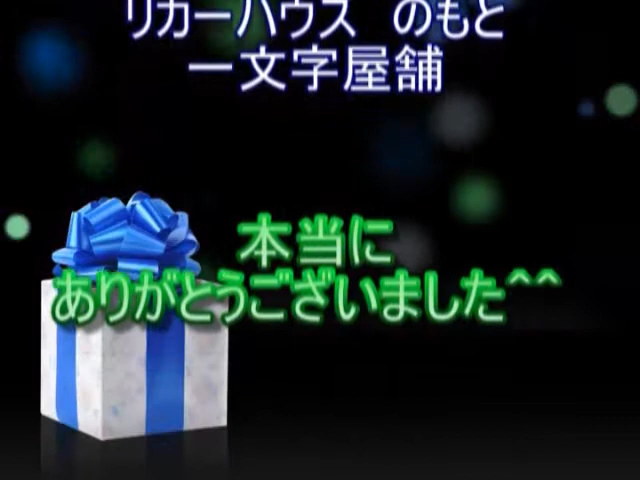 リカーハウス　のもと
一文字屋舗
本当に
ありがとうございました^^